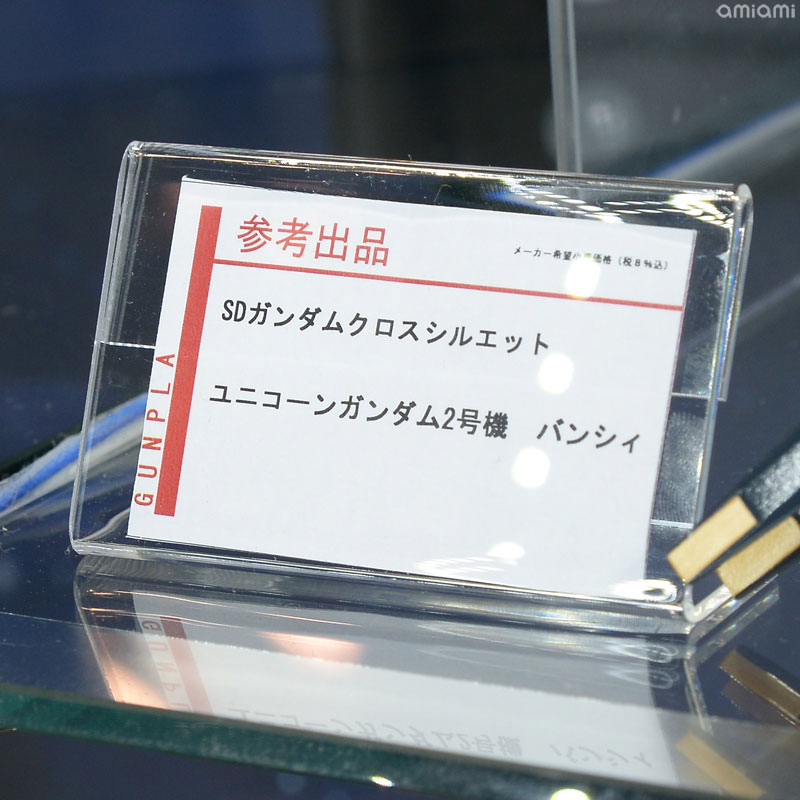 amiami
参考出品
メーカー希望小売価格（税８％込）
SDガンダムクロスシルエット
ユニコーンガンダム2号機　バンシィ
GUNPLA